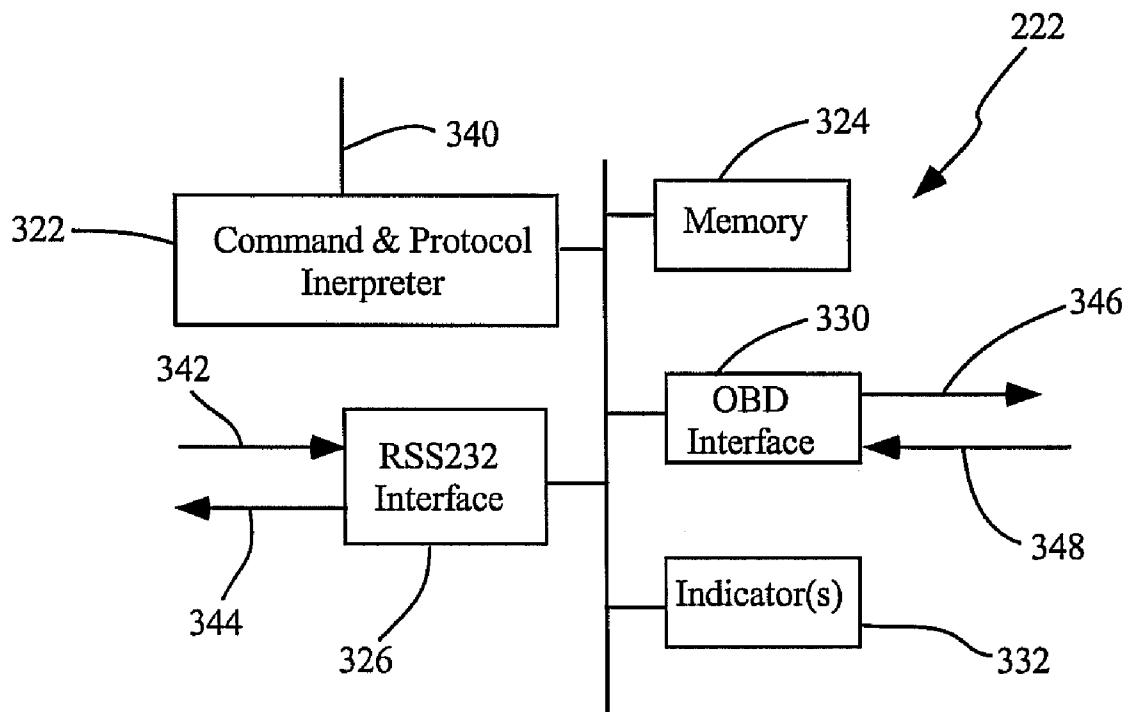 222
340
324
322
Command & Protocol
Inerpreter
Memory
330
346
342
OBD
Interface
RSS232
Interface
348
344
326
Indicator(s)
332